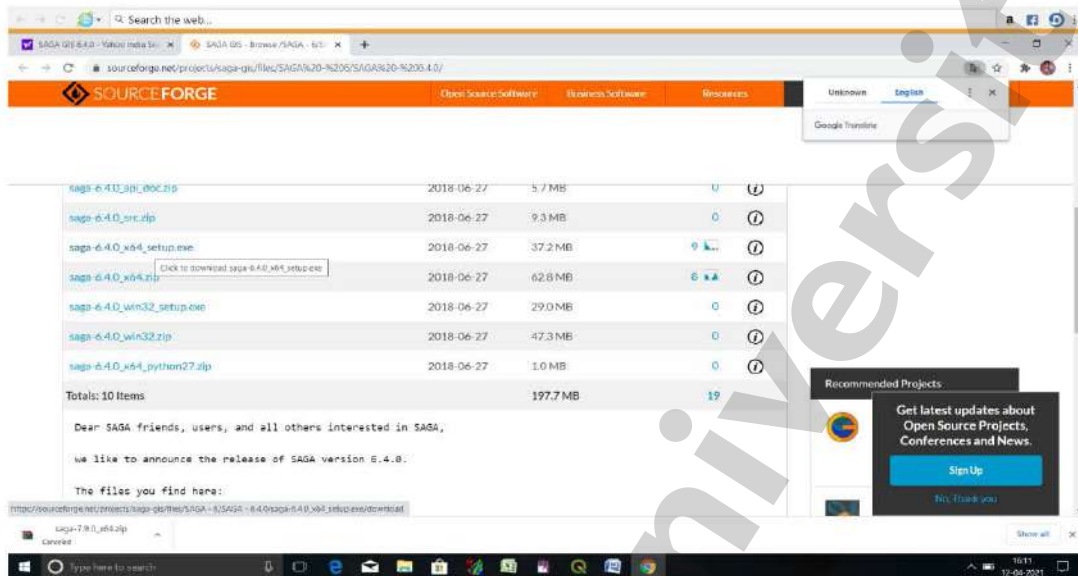 Search the web...
SAGA GIS 6.4.0 - Yahoo India Se
SAGA GIS - Browse /SAGA - 6/S
sourceforge.net/projects/saga-gis/files/SAGA%20-%206/SAGA%20-%206.4.0/
SOURCEFORGE
Open Source Software
Business Software
Resources
Unknown
English
Google Translate
saga-6.4.0_api_doc.zip 2018-06-27 5.7 MB 0
saga-6.4.0_src.zip 2018-06-27 9.3 MB 0
saga-6.4.0_x64_setup.exe 2018-06-27 37.2 MB 9
Click to download saga-6.4.0_x64_setup.exe
saga-6.4.0_x64.zip 2018-06-27 62.8 MB
saga-6.4.0_win32_setup.exe 2018-06-27 29.0 MB 0
saga-6.4.0_win32.zip 2018-06-27 47.3 MB 0
saga-6.4.0_x64_python27.zip 2018-06-27 1.0 MB 0
Totals: 10 Items 197.7 MB 19
Recommended Projects
Dear SAGA friends, users, and all others interested in SAGA,
we like to announce the release of SAGA version 6.4.0.
The files you find here:
Get latest updates about
Open Source Projects,
Conferences and News.
Sign Up
No, Thank you
https://sourceforge.net/projects/saga-gis/files/SAGA - 6/SAGA - 6.4.0/saga-6.4.0_x64_setup.exe/download
saga-7.9.0_x64.zip
Canceled
Show all
Type here to search
16:11
12-04-2021